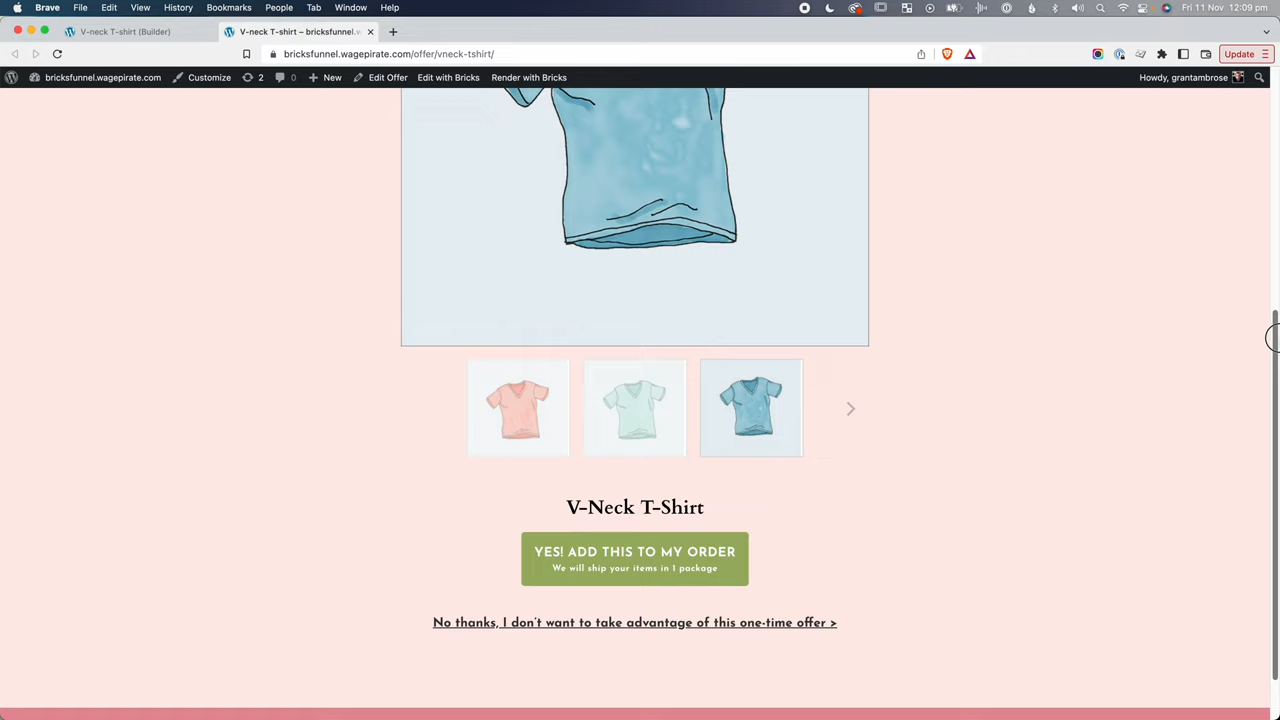 Brave File Edit View History Bookmarks People Tab Window Help Fri 11 Nov 12:09 pm
V-neck T-shirt (Builder) V-neck T-shirt – bricksfunnel.w
bricksfunnel.wagepirate.com/offer/vneck-tshirt/ Update
bricksfunnel.wagepirate.com Customize 2 0 New Edit Offer Edit with Bricks Render with Bricks Howdy, grantambrose
V-Neck T-Shirt
YES! ADD THIS TO MY ORDER
We will ship your items in 1 package
No thanks, I don't want to take advantage of this one-time offer >